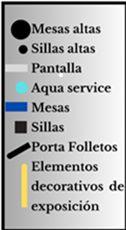 Mesas altas
Sillas altas
Pantalla
Aqua service
Mesas
Sillas
Porta Folletos
Elementos
decorativos de
exposición